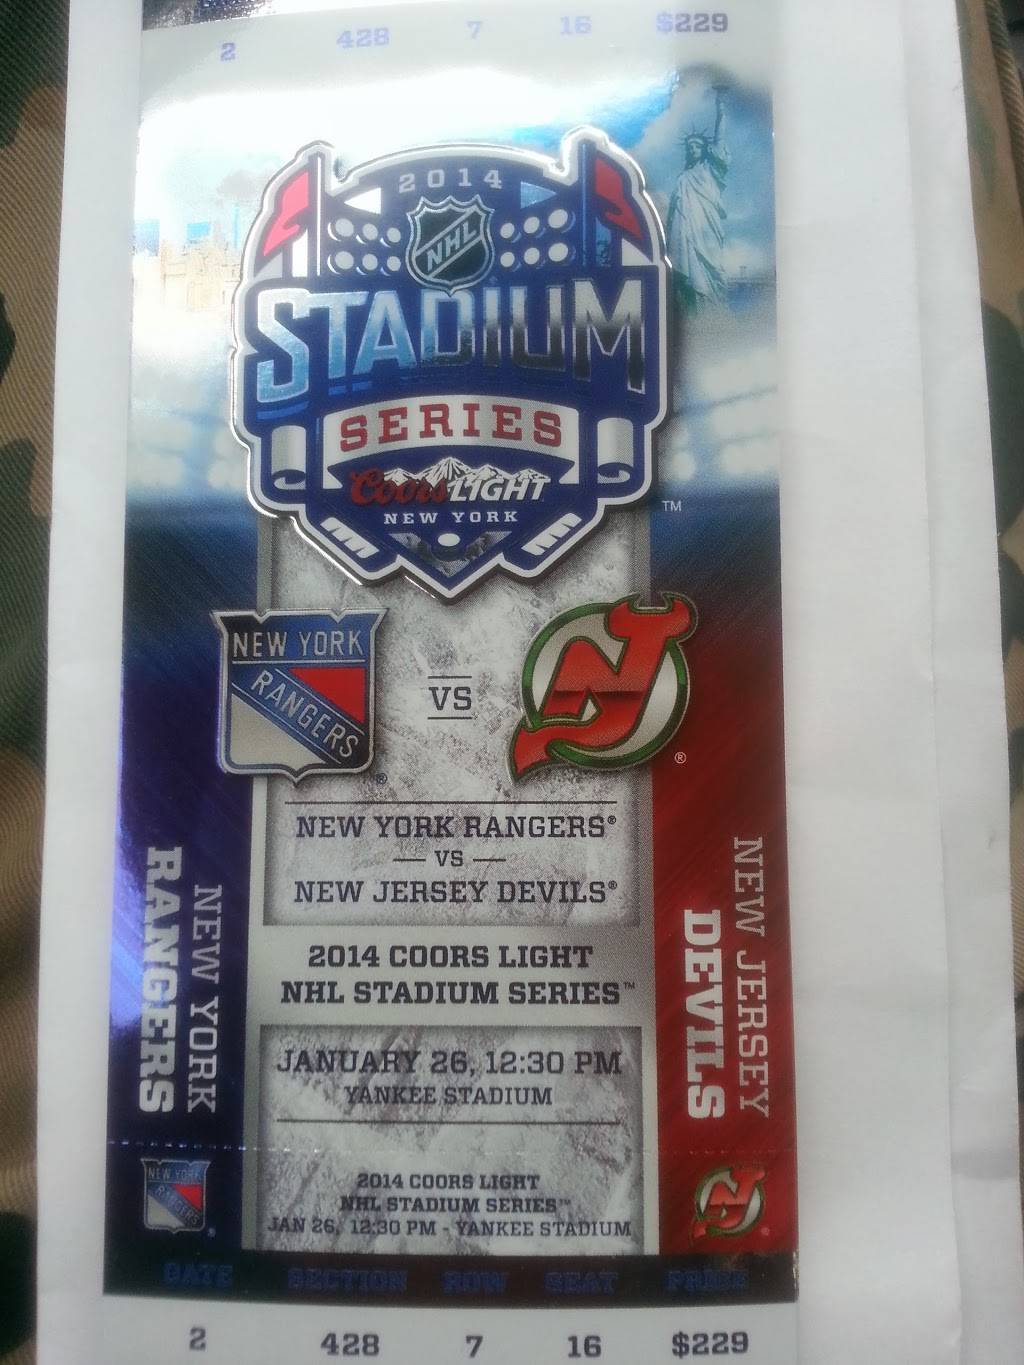 2 428 7 16 $229
2014
NHL
STADIUM
SERIES
Coors LIGHT
NEW YORK
TM
NEW YORK
RANGERS
®
VS
N
®
NEW YORK RANGERS®
— VS —
NEW JERSEY DEVILS®
NEW YORK
RANGERS
NEW JERSEY
DEVILS
2014 COORS LIGHT
NHL STADIUM SERIES™
JANUARY 26, 12:30 PM
YANKEE STADIUM
NEW YORK
RANGERS
®
2014 COORS LIGHT
NHL STADIUM SERIES™
JAN 26, 12:30 PM - YANKEE STADIUM
N
®
GATE SECTION ROW SEAT PRICE
2 428 7 16 $229